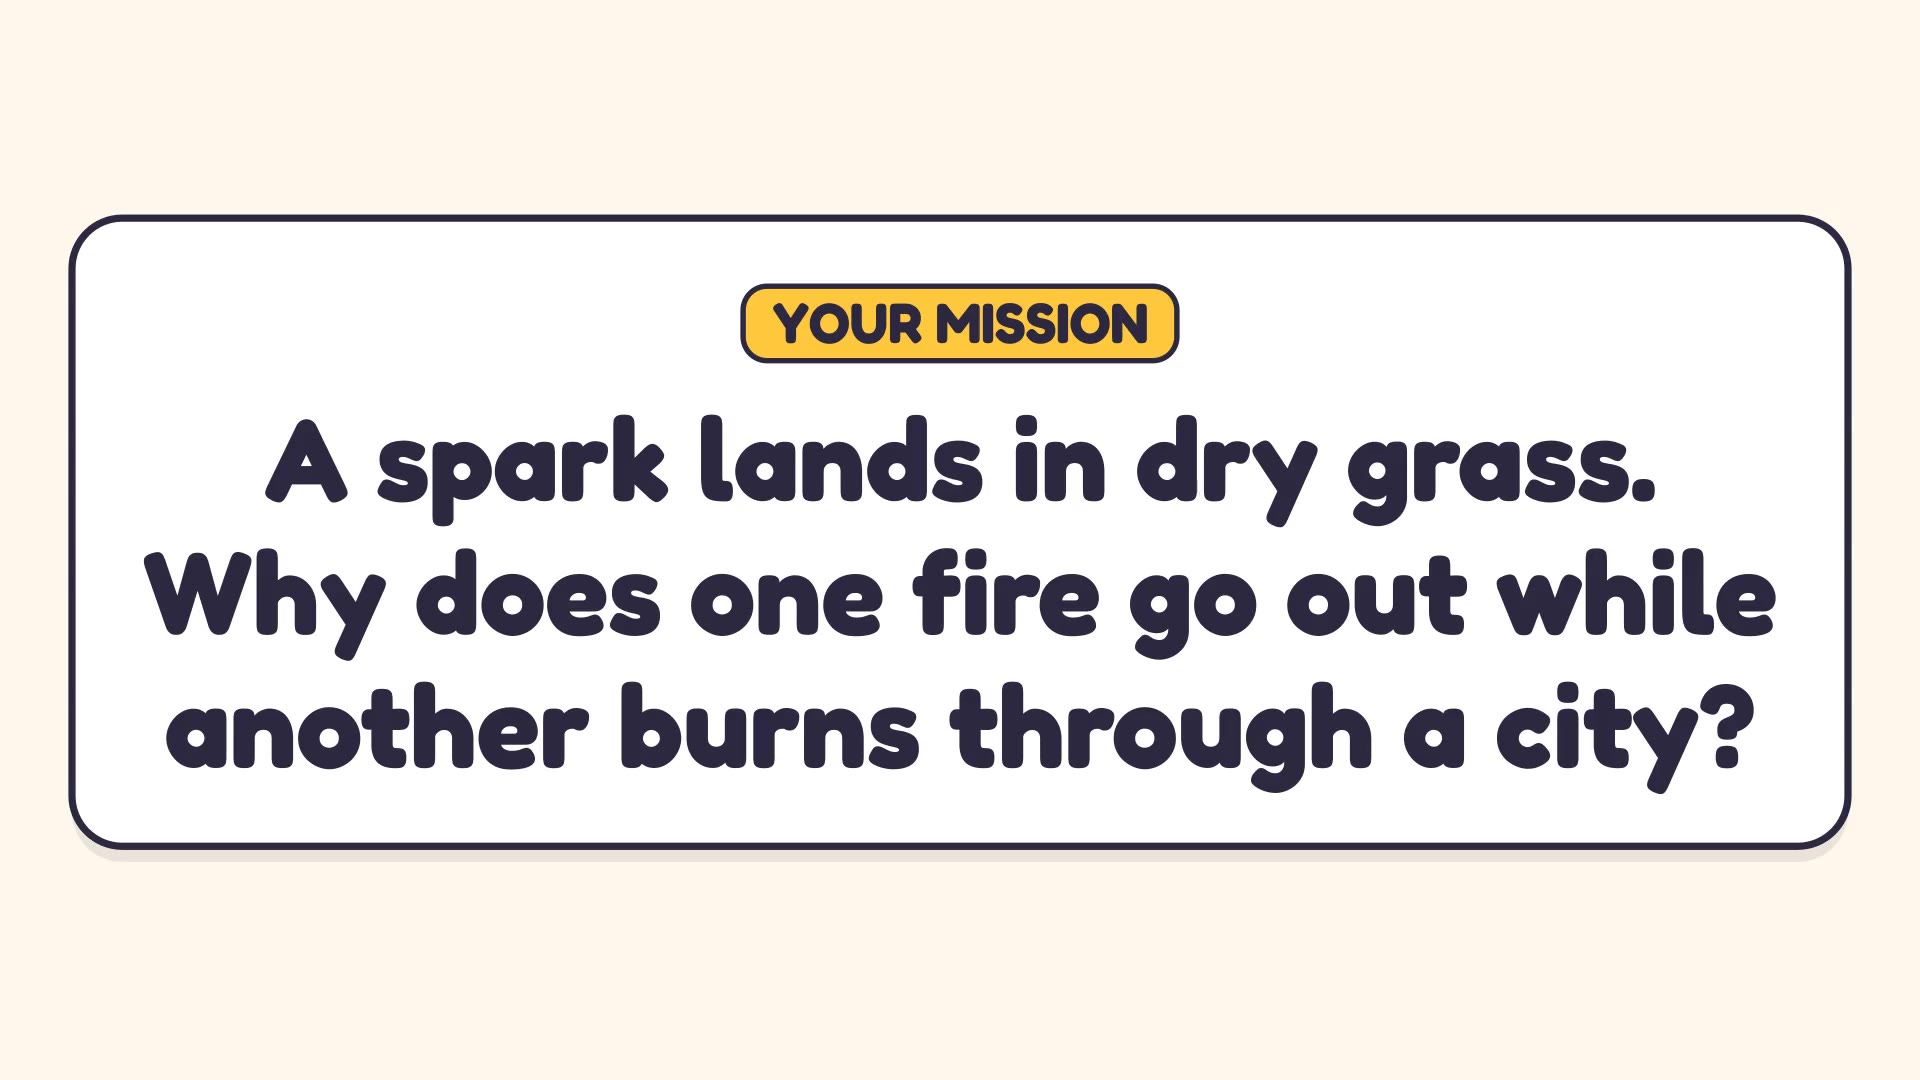 YOUR MISSION
A spark lands in dry grass.
Why does one fire go out while
another burns through a city?